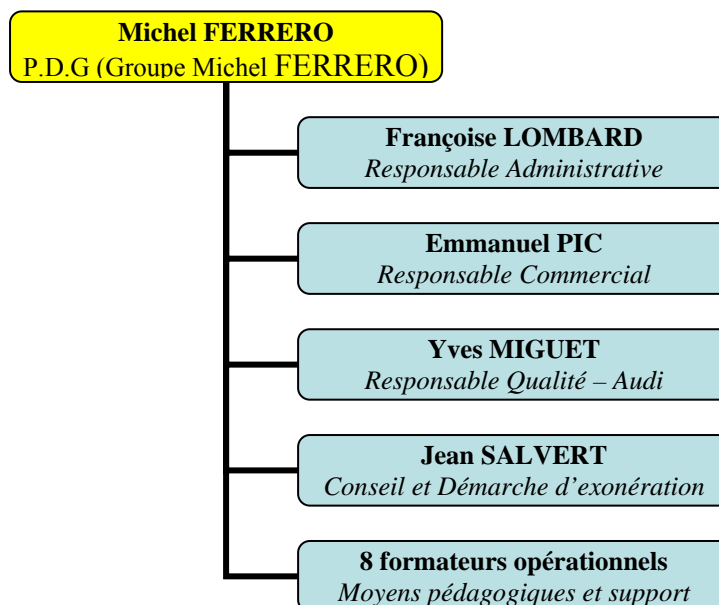 Michel FERRERO
P.D.G (Groupe Michel FERRERO)
Françoise LOMBARD
Responsable Administrative
Emmanuel PIC
Responsable Commercial
Yves MIGUET
Responsable Qualité – Audi
Jean SALVERT
Conseil et Démarche d’exonération
8 formateurs opérationnels
Moyens pédagogiques et support